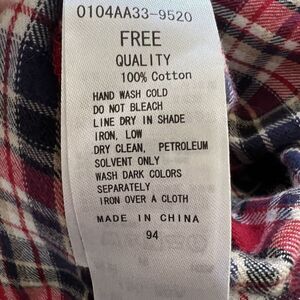 0104AA33-9520
FREE
QUALITY
100% Cotton
HAND WASH COLD
DO NOT BLEACH
LINE DRY IN SHADE
IRON, LOW
DRY CLEAN, PETROLEUM
SOLVENT ONLY
WASH DARK COLORS
SEPARATELY
IRON OVER A CLOTH
MADE IN CHINA
94